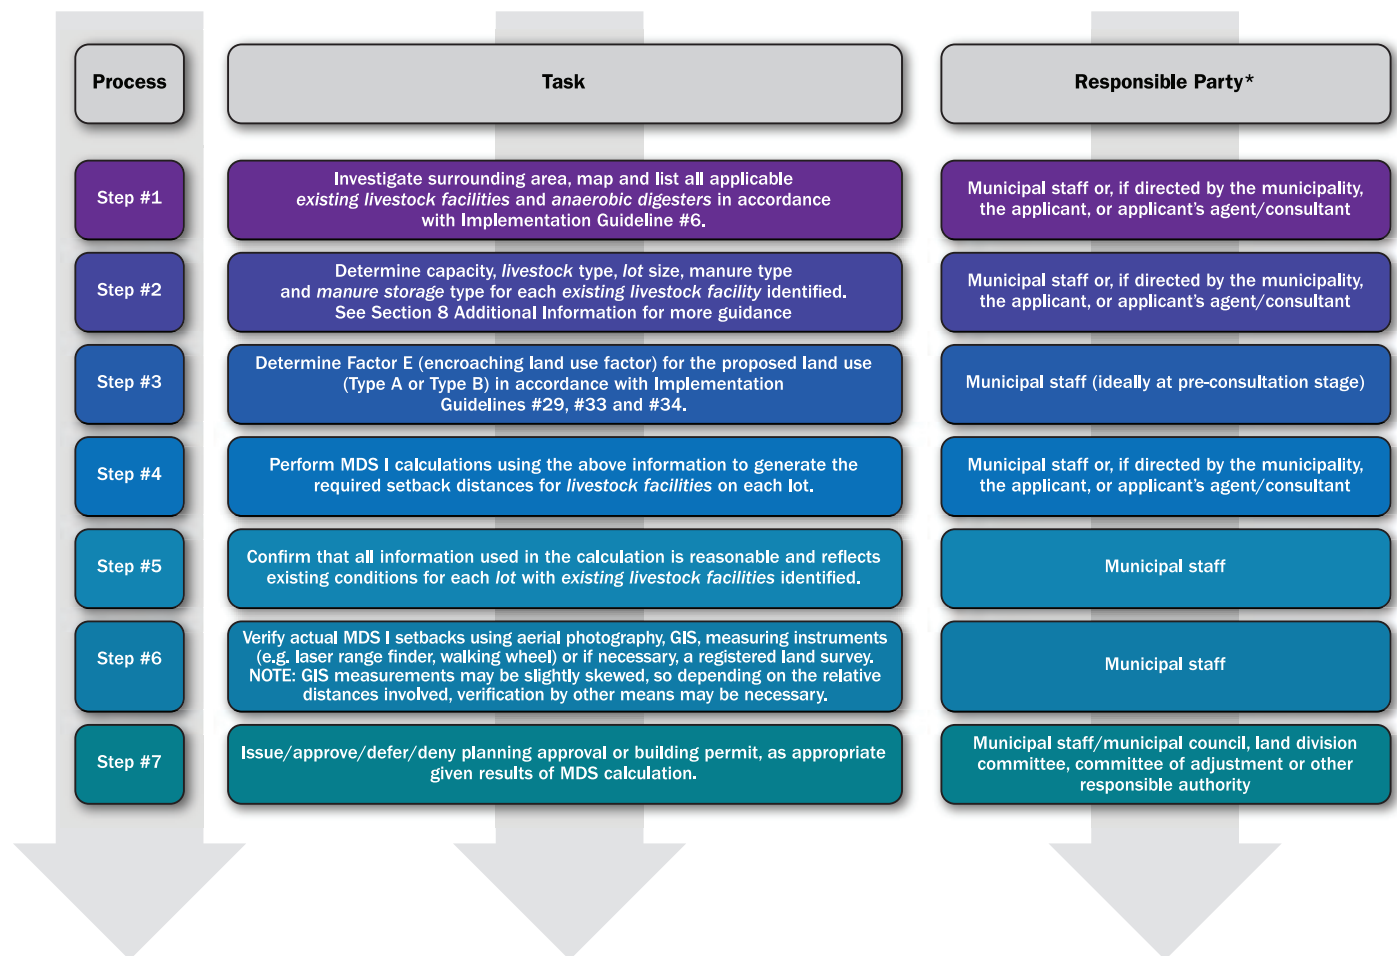 Process
Task
Responsible Party*
Step #1
Investigate surrounding area, map and list all applicable
existing livestock facilities and anaerobic digesters in accordance
with Implementation Guideline #6.
Municipal staff or, if directed by the municipality,
the applicant, or applicant's agent/consultant
Step #2
Determine capacity, livestock type, lot size, manure type
and manure storage type for each existing livestock facility identified.
See Section 8 Additional Information for more guidance
Municipal staff or, if directed by the municipality,
the applicant, or applicant's agent/consultant
Step #3
Determine Factor E (encroaching land use factor) for the proposed land use
(Type A or Type B) in accordance with Implementation
Guidelines #29, #33 and #34.
Municipal staff (ideally at pre-consultation stage)
Step #4
Perform MDS I calculations using the above information to generate the
required setback distances for livestock facilities on each lot.
Municipal staff or, if directed by the municipality,
the applicant, or applicant's agent/consultant
Step #5
Confirm that all information used in the calculation is reasonable and reflects
existing conditions for each lot with existing livestock facilities identified.
Municipal staff
Step #6
Verify actual MDS I setbacks using aerial photography, GIS, measuring instruments
(e.g. laser range finder, walking wheel) or if necessary, a registered land survey.
NOTE: GIS measurements may be slightly skewed, so depending on the relative
distances involved, verification by other means may be necessary.
Municipal staff
Step #7
Issue/approve/defer/deny planning approval or building permit, as appropriate
given results of MDS calculation.
Municipal staff/municipal council, land division
committee, committee of adjustment or other
responsible authority